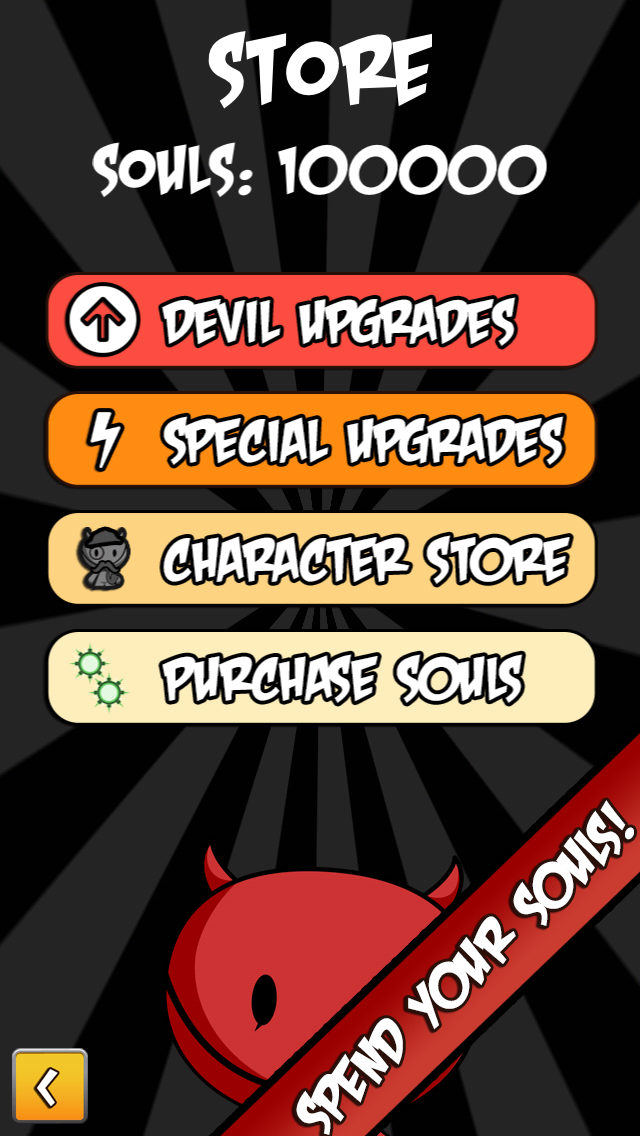 STORE
SOULS: 100000
DEVIL UPGRADES
SPECIAL UPGRADES
CHARACTER STORE
PURCHASE SOULS
SPEND YOUR SOULS!